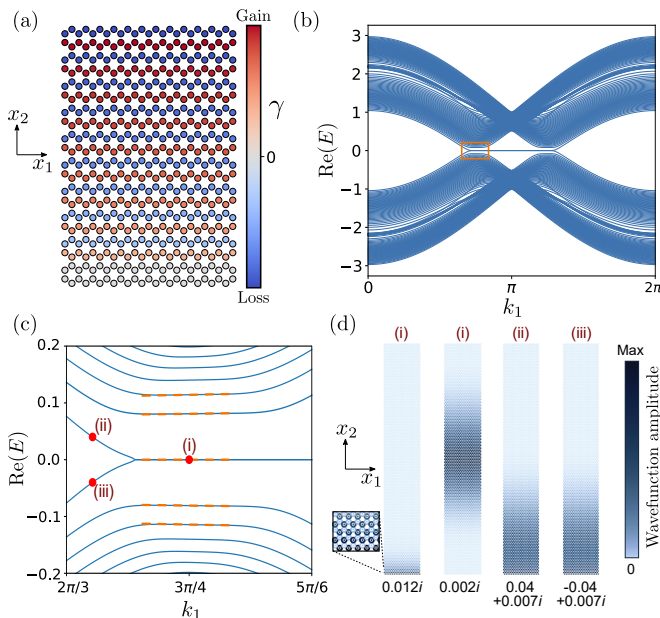 (a)
Gain
γ
0
Loss
x₂
x₁
(b)
Re(E)
3
2
1
0
−1
−2
−3
0
π
2π
k₁
(c)
Re(E)
0.2
0.1
0.0
−0.1
−0.2
(i)
(ii)
(iii)
2π/3
3π/4
5π/6
k₁
(d)
(i)
(i)
(ii)
(iii)
x₂
x₁
0.012i
0.002i
0.04
+0.007i
-0.04
+0.007i
Max
Wavefunction amplitude
0